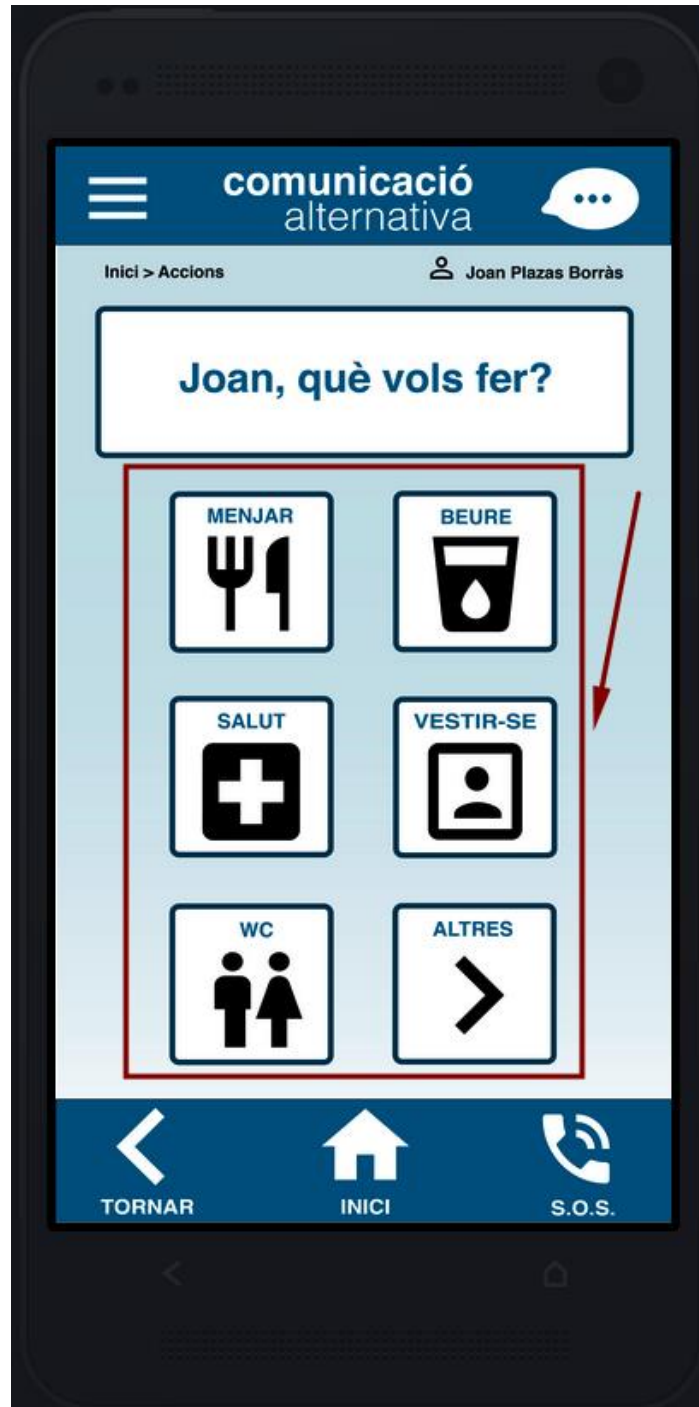 comunicació
alternativa
Inici > Accions
Joan Plazas Borràs
Joan, què vols fer?
MENJAR
BEURE
SALUT
VESTIR-SE
WC
ALTRES
TORNAR
INICI
S.O.S.